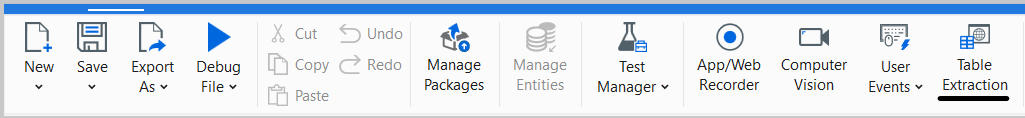 New
Save
Export
As
Debug
File
Cut
Copy
Paste
Undo
Redo
Manage
Packages
Manage
Entities
Test
Manager
App/Web
Recorder
Computer
Vision
User
Events
Table
Extraction